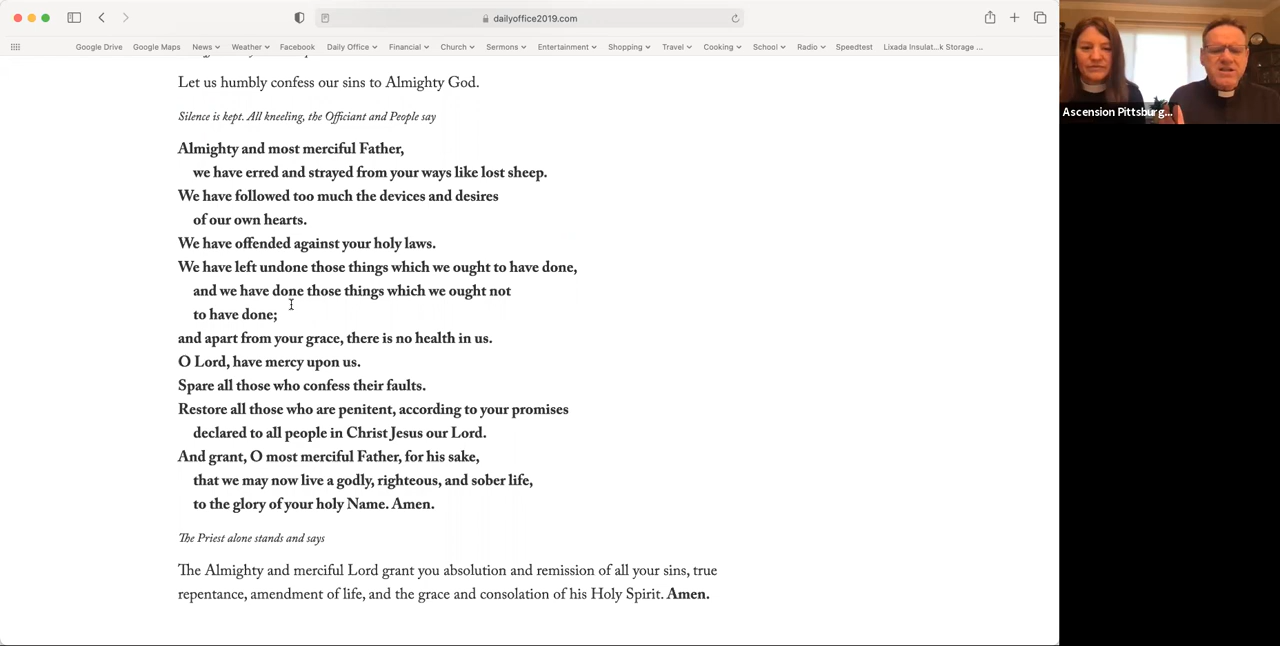 dailyoffice2019.com
Google Drive Google Maps News Weather Facebook Daily Office Financial Church Sermons Entertainment Shopping Travel Cooking School Radio Speedtest Lixada Insulat...k Storage ...
Let us humbly confess our sins to Almighty God.
Silence is kept. All kneeling, the Officiant and People say
Almighty and most merciful Father,
we have erred and strayed from your ways like lost sheep.
We have followed too much the devices and desires
of our own hearts.
We have offended against your holy laws.
We have left undone those things which we ought to have done,
and we have done those things which we ought not
to have done;
and apart from your grace, there is no health in us.
O Lord, have mercy upon us.
Spare all those who confess their faults.
Restore all those who are penitent, according to your promises
declared to all people in Christ Jesus our Lord.
And grant, O most merciful Father, for his sake,
that we may now live a godly, righteous, and sober life,
to the glory of your holy Name. Amen.
The Priest alone stands and says
The Almighty and merciful Lord grant you absolution and remission of all your sins, true
repentance, amendment of life, and the grace and consolation of his Holy Spirit. Amen.
Ascension Pittsburg...